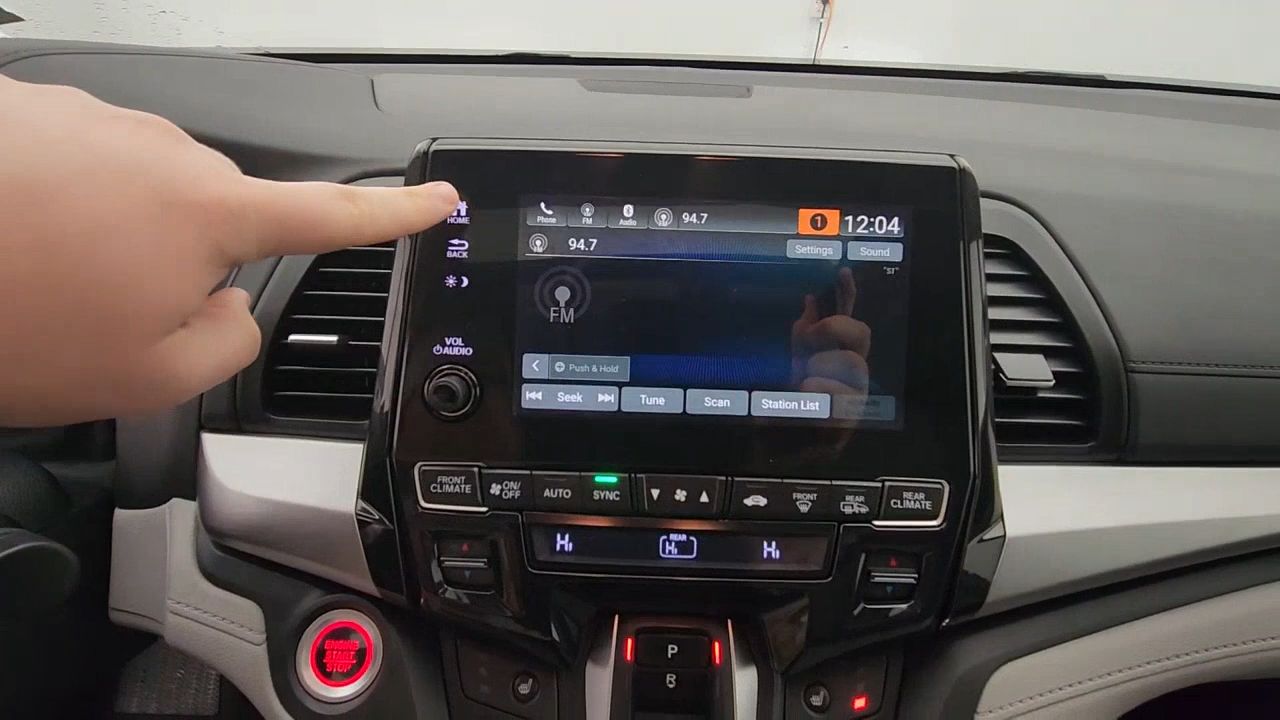 HOME
BACK
VOL
AUDIO
Phone
FM
Audio
94.7
1
12:04
94.7
Settings
Sound
"ST"
FM
Push & Hold
Seek
Tune
Scan
Station List
FRONT CLIMATE
ON/OFF
AUTO
SYNC
FRONT
REAR
REAR CLIMATE
Hi
REAR
Hi
Hi
ENGINE
START
STOP
P
R